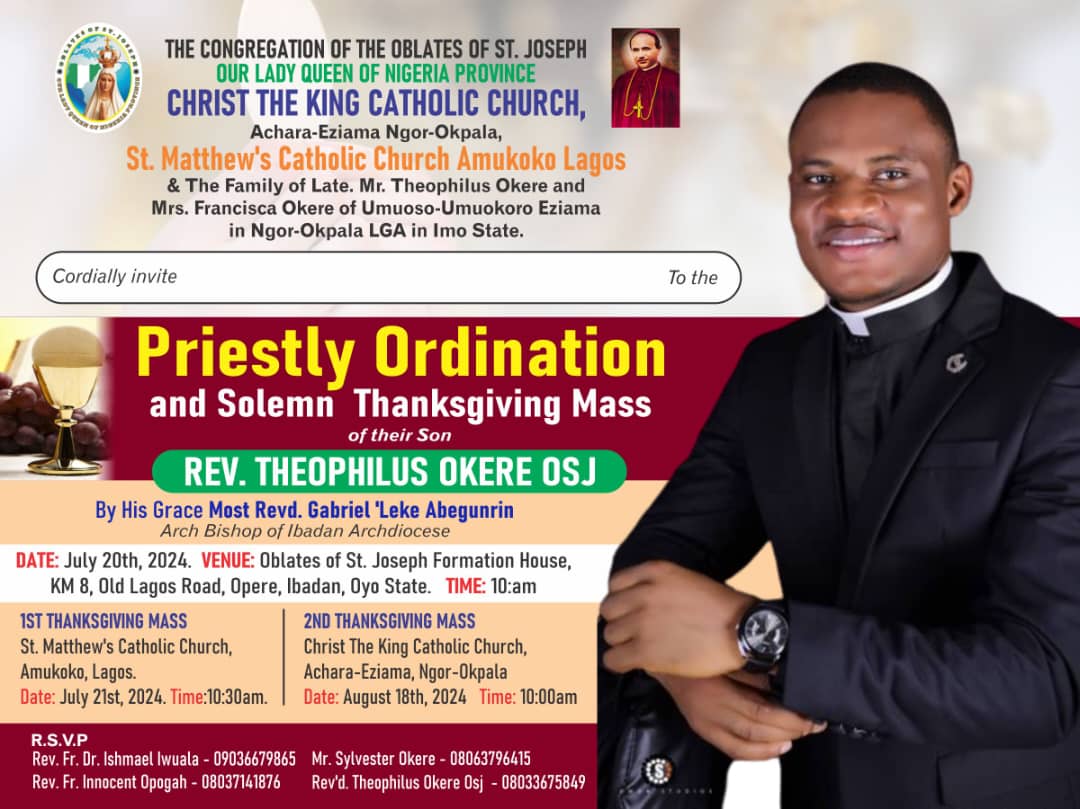 THE CONGREGATION OF THE OBLATES OF ST. JOSEPH
OUR LADY QUEEN OF NIGERIA PROVINCE
CHRIST THE KING CATHOLIC CHURCH,
Achara-Eziama Ngor-Okpala,
St. Matthew's Catholic Church Amukoko Lagos
& The Family of Late. Mr. Theophilus Okere and
Mrs. Francisca Okere of Umuoso-Umuokoro Eziama
in Ngor-Okpala LGA in Imo State.
Cordially invite To the
Priestly Ordination
and Solemn Thanksgiving Mass
of their Son
REV. THEOPHILUS OKERE OSJ
By His Grace Most Revd. Gabriel 'Leke Abegunrin
Arch Bishop of Ibadan Archdiocese
DATE: July 20th, 2024. VENUE: Oblates of St. Joseph Formation House,
KM 8, Old Lagos Road, Opere, Ibadan, Oyo State. TIME: 10:am
1ST THANKSGIVING MASS
St. Matthew's Catholic Church,
Amukoko, Lagos.
Date: July 21st, 2024. Time:10:30am.
2ND THANKSGIVING MASS
Christ The King Catholic Church,
Achara-Eziama, Ngor-Okpala
Date: August 18th, 2024 Time: 10:00am
R.S.V.P
Rev. Fr. Dr. Ishmael Iwuala - 09036679865
Rev. Fr. Innocent Opogah - 08037141876
Mr. Sylvester Okere - 08063796415
Rev'd. Theophilus Okere Osj - 08033675849